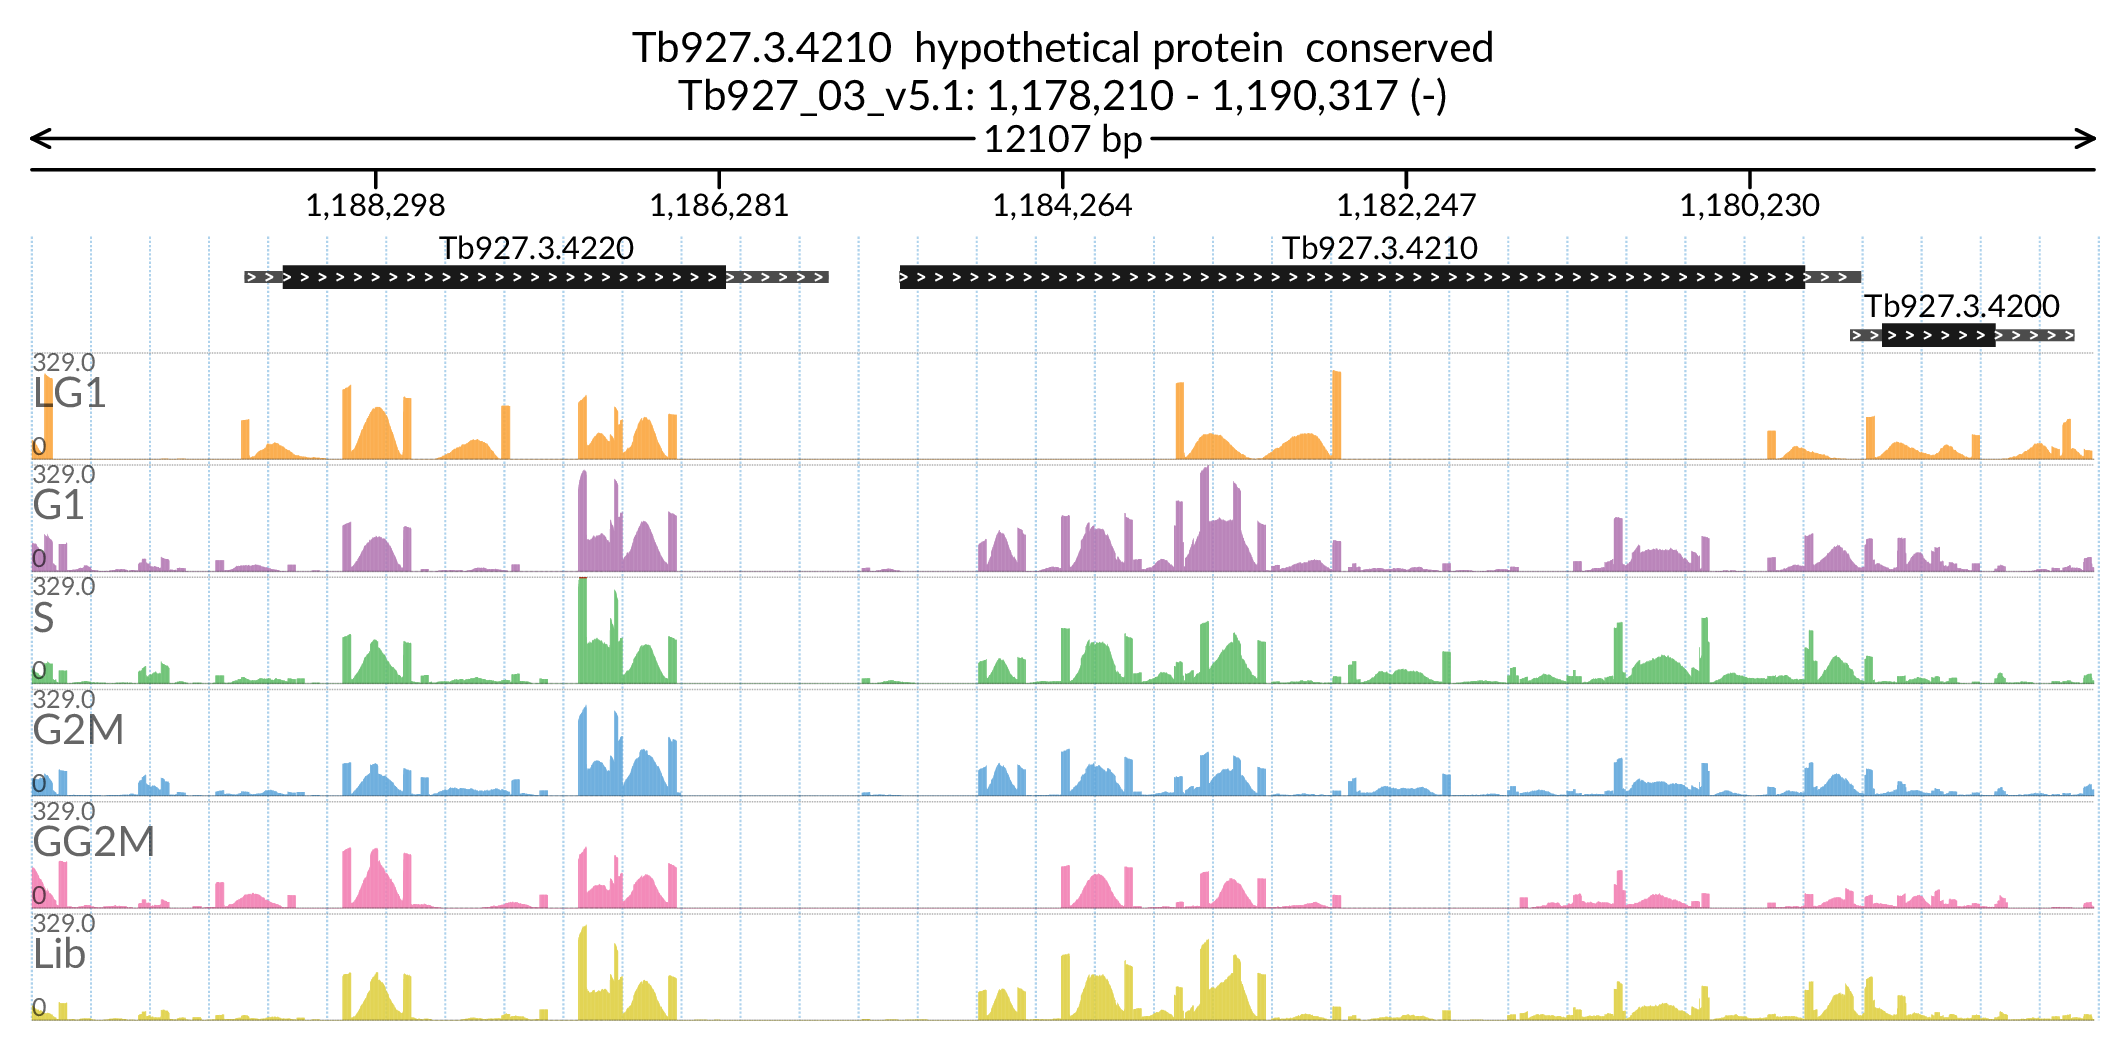 Tb927.3.4210 hypothetical protein conserved
Tb927_03_v5.1: 1,178,210 - 1,190,317 (-)
12107 bp
1,188,298 1,186,281 1,184,264 1,182,247 1,180,230
Tb927.3.4220 Tb927.3.4210
Tb927.3.4200
329.0
LG1
0
329.0
G1
0
329.0
S
0
329.0
G2M
0
329.0
GG2M
0
329.0
Lib
0